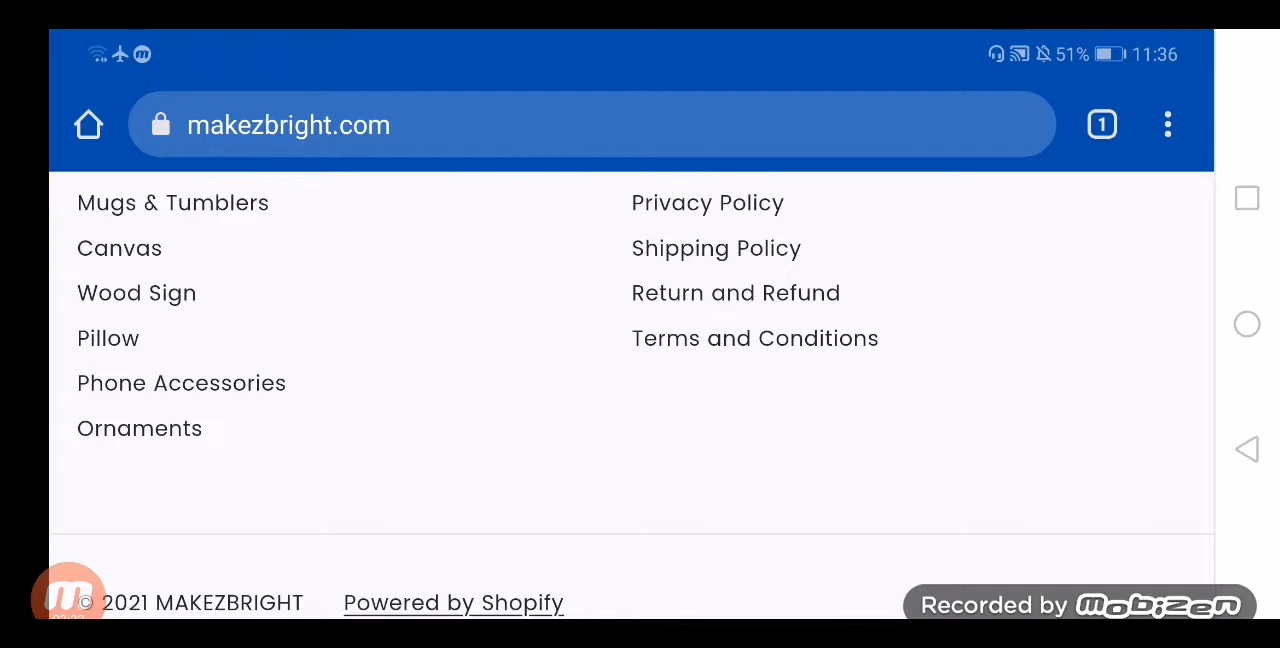 51% 11:36
makezbright.com
1
Mugs & Tumblers
Canvas
Wood Sign
Pillow
Phone Accessories
Ornaments
Privacy Policy
Shipping Policy
Return and Refund
Terms and Conditions
© 2021 MAKEZBRIGHT Powered by Shopify
Recorded by mobizen